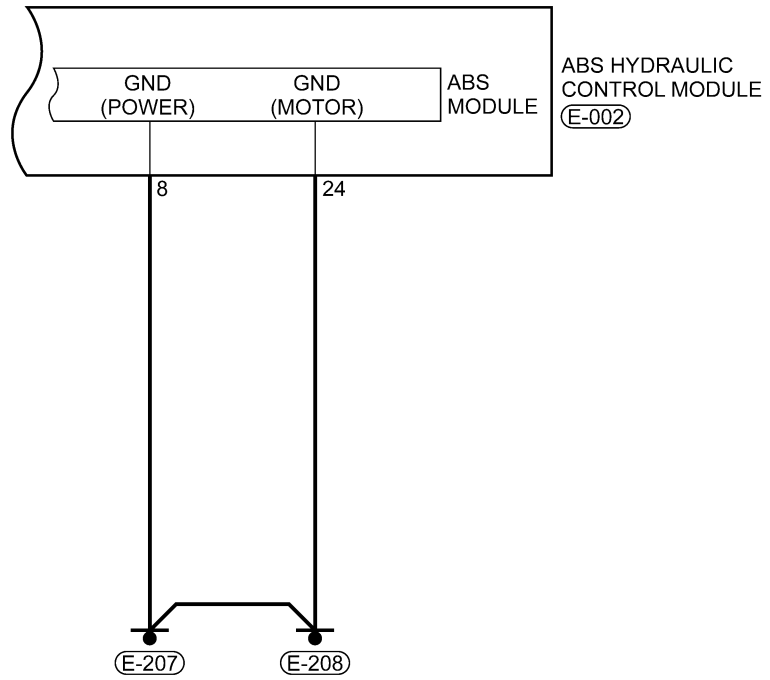 GND
(POWER)
GND
(MOTOR)
ABS
MODULE
ABS HYDRAULIC
CONTROL MODULE
E-002
8
24
E-207
E-208